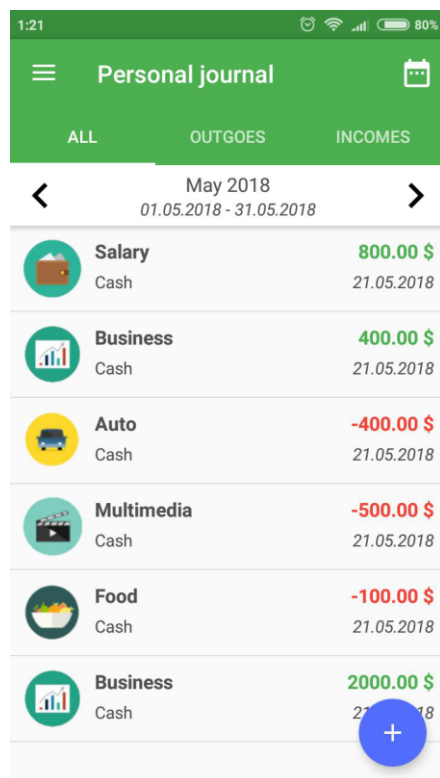 1:21 80%
Personal journal
ALL OUTGOES INCOMES
May 2018
01.05.2018 - 31.05.2018
Salary 800.00 $
Cash 21.05.2018
Business 400.00 $
Cash 21.05.2018
Auto -400.00 $
Cash 21.05.2018
Multimedia -500.00 $
Cash 21.05.2018
Food -100.00 $
Cash 21.05.2018
Business 2000.00 $
Cash